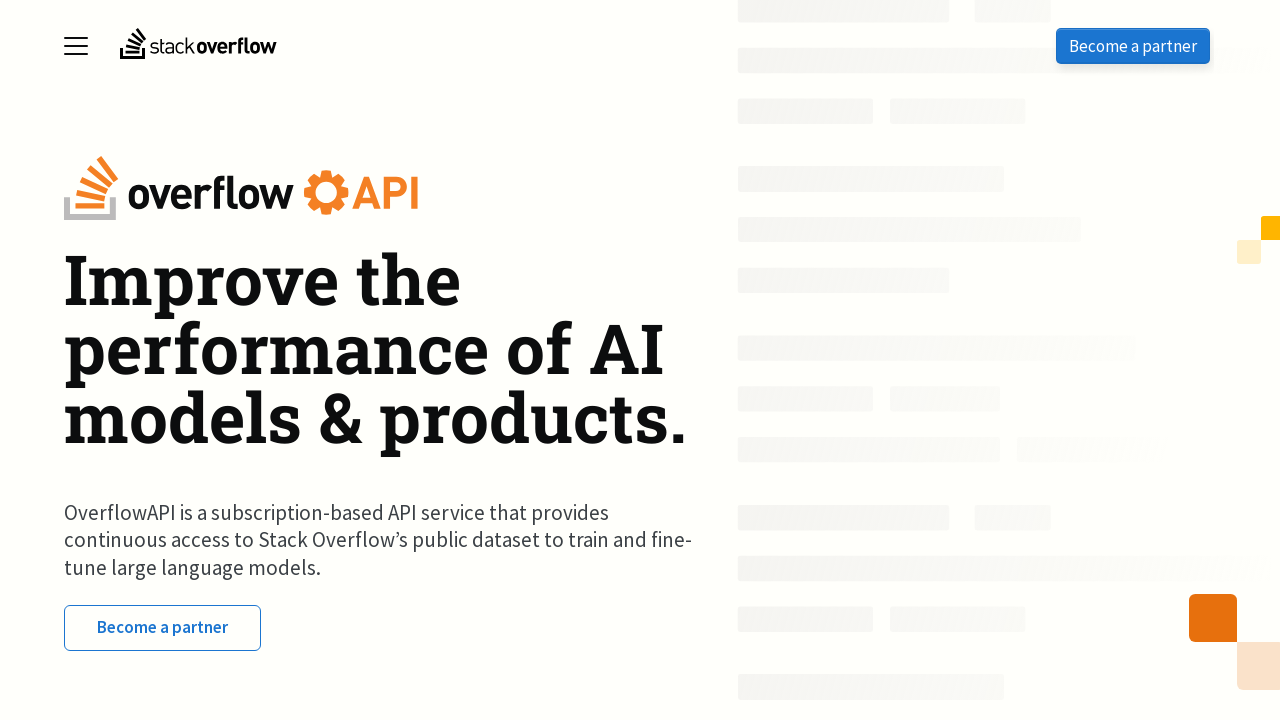 stackoverflow
Become a partner
overflow API
Improve the
performance of AI
models & products.
OverflowAPI is a subscription-based API service that provides
continuous access to Stack Overflow’s public dataset to train and fine-
tune large language models.
Become a partner